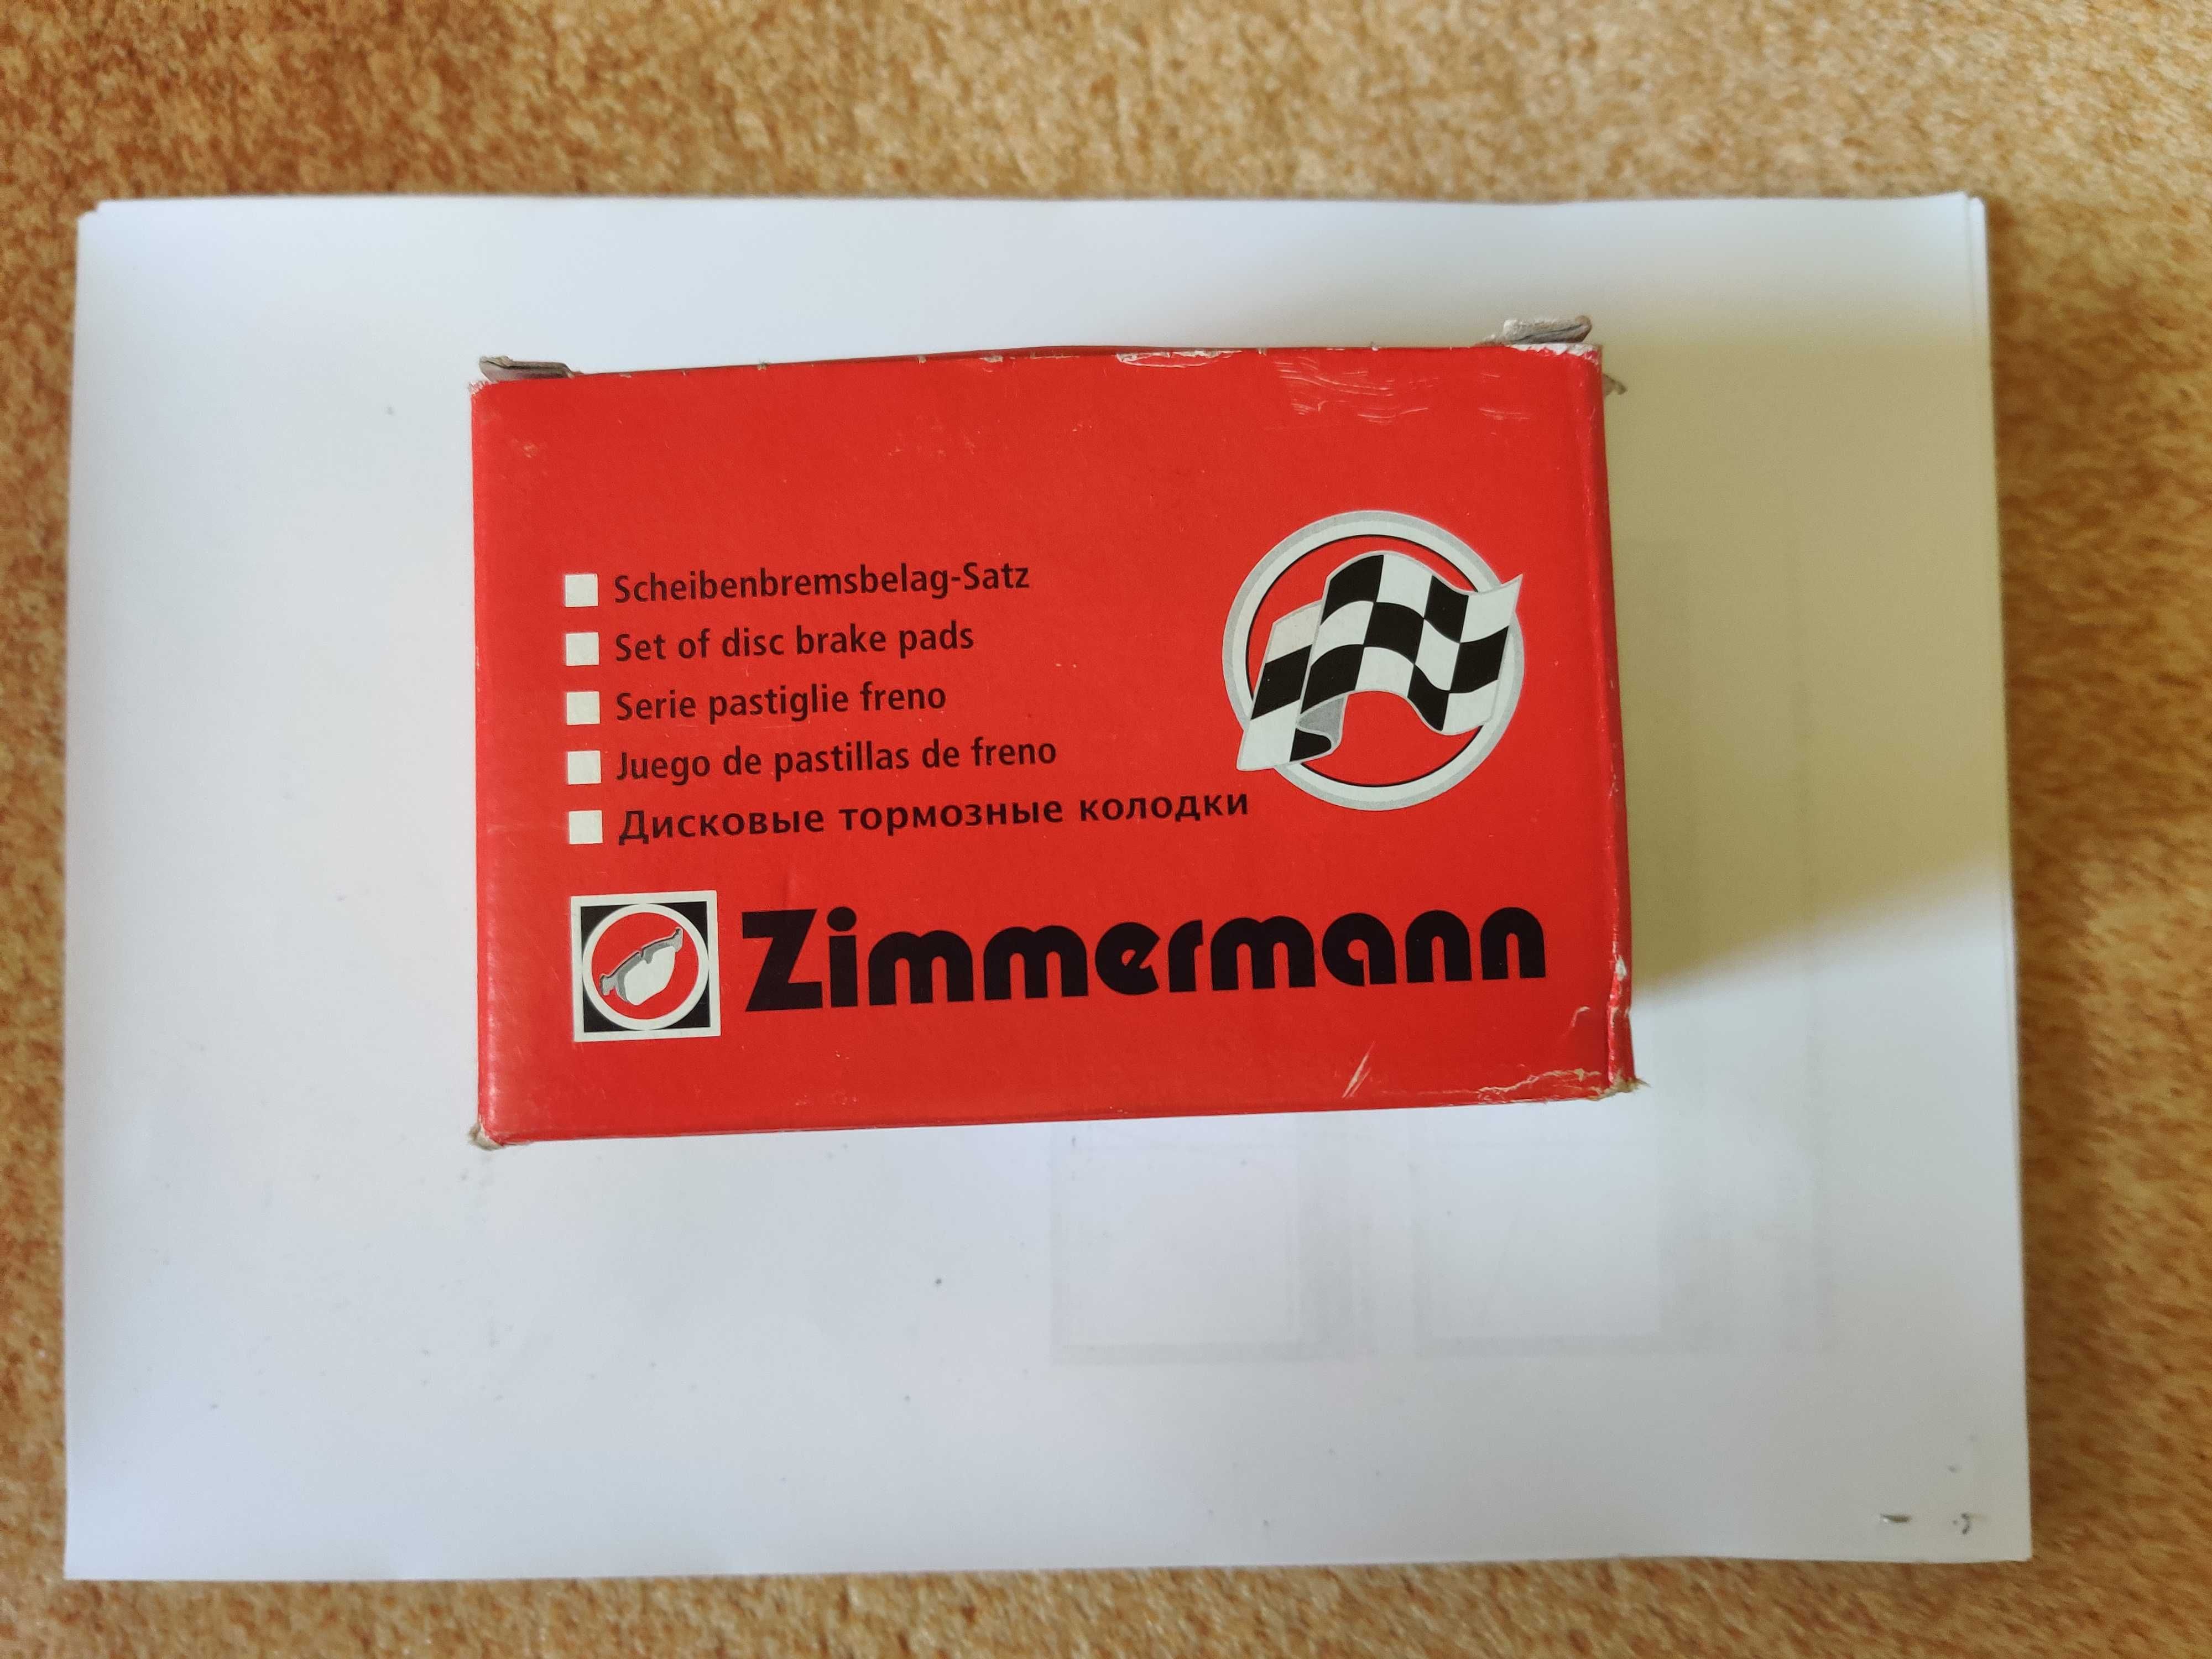 Scheibenbremsbelag-Satz
Set of disc brake pads
Serie pastiglie freno
Juego de pastillas de freno
Дисковые тормозные колодки
Zimmermann